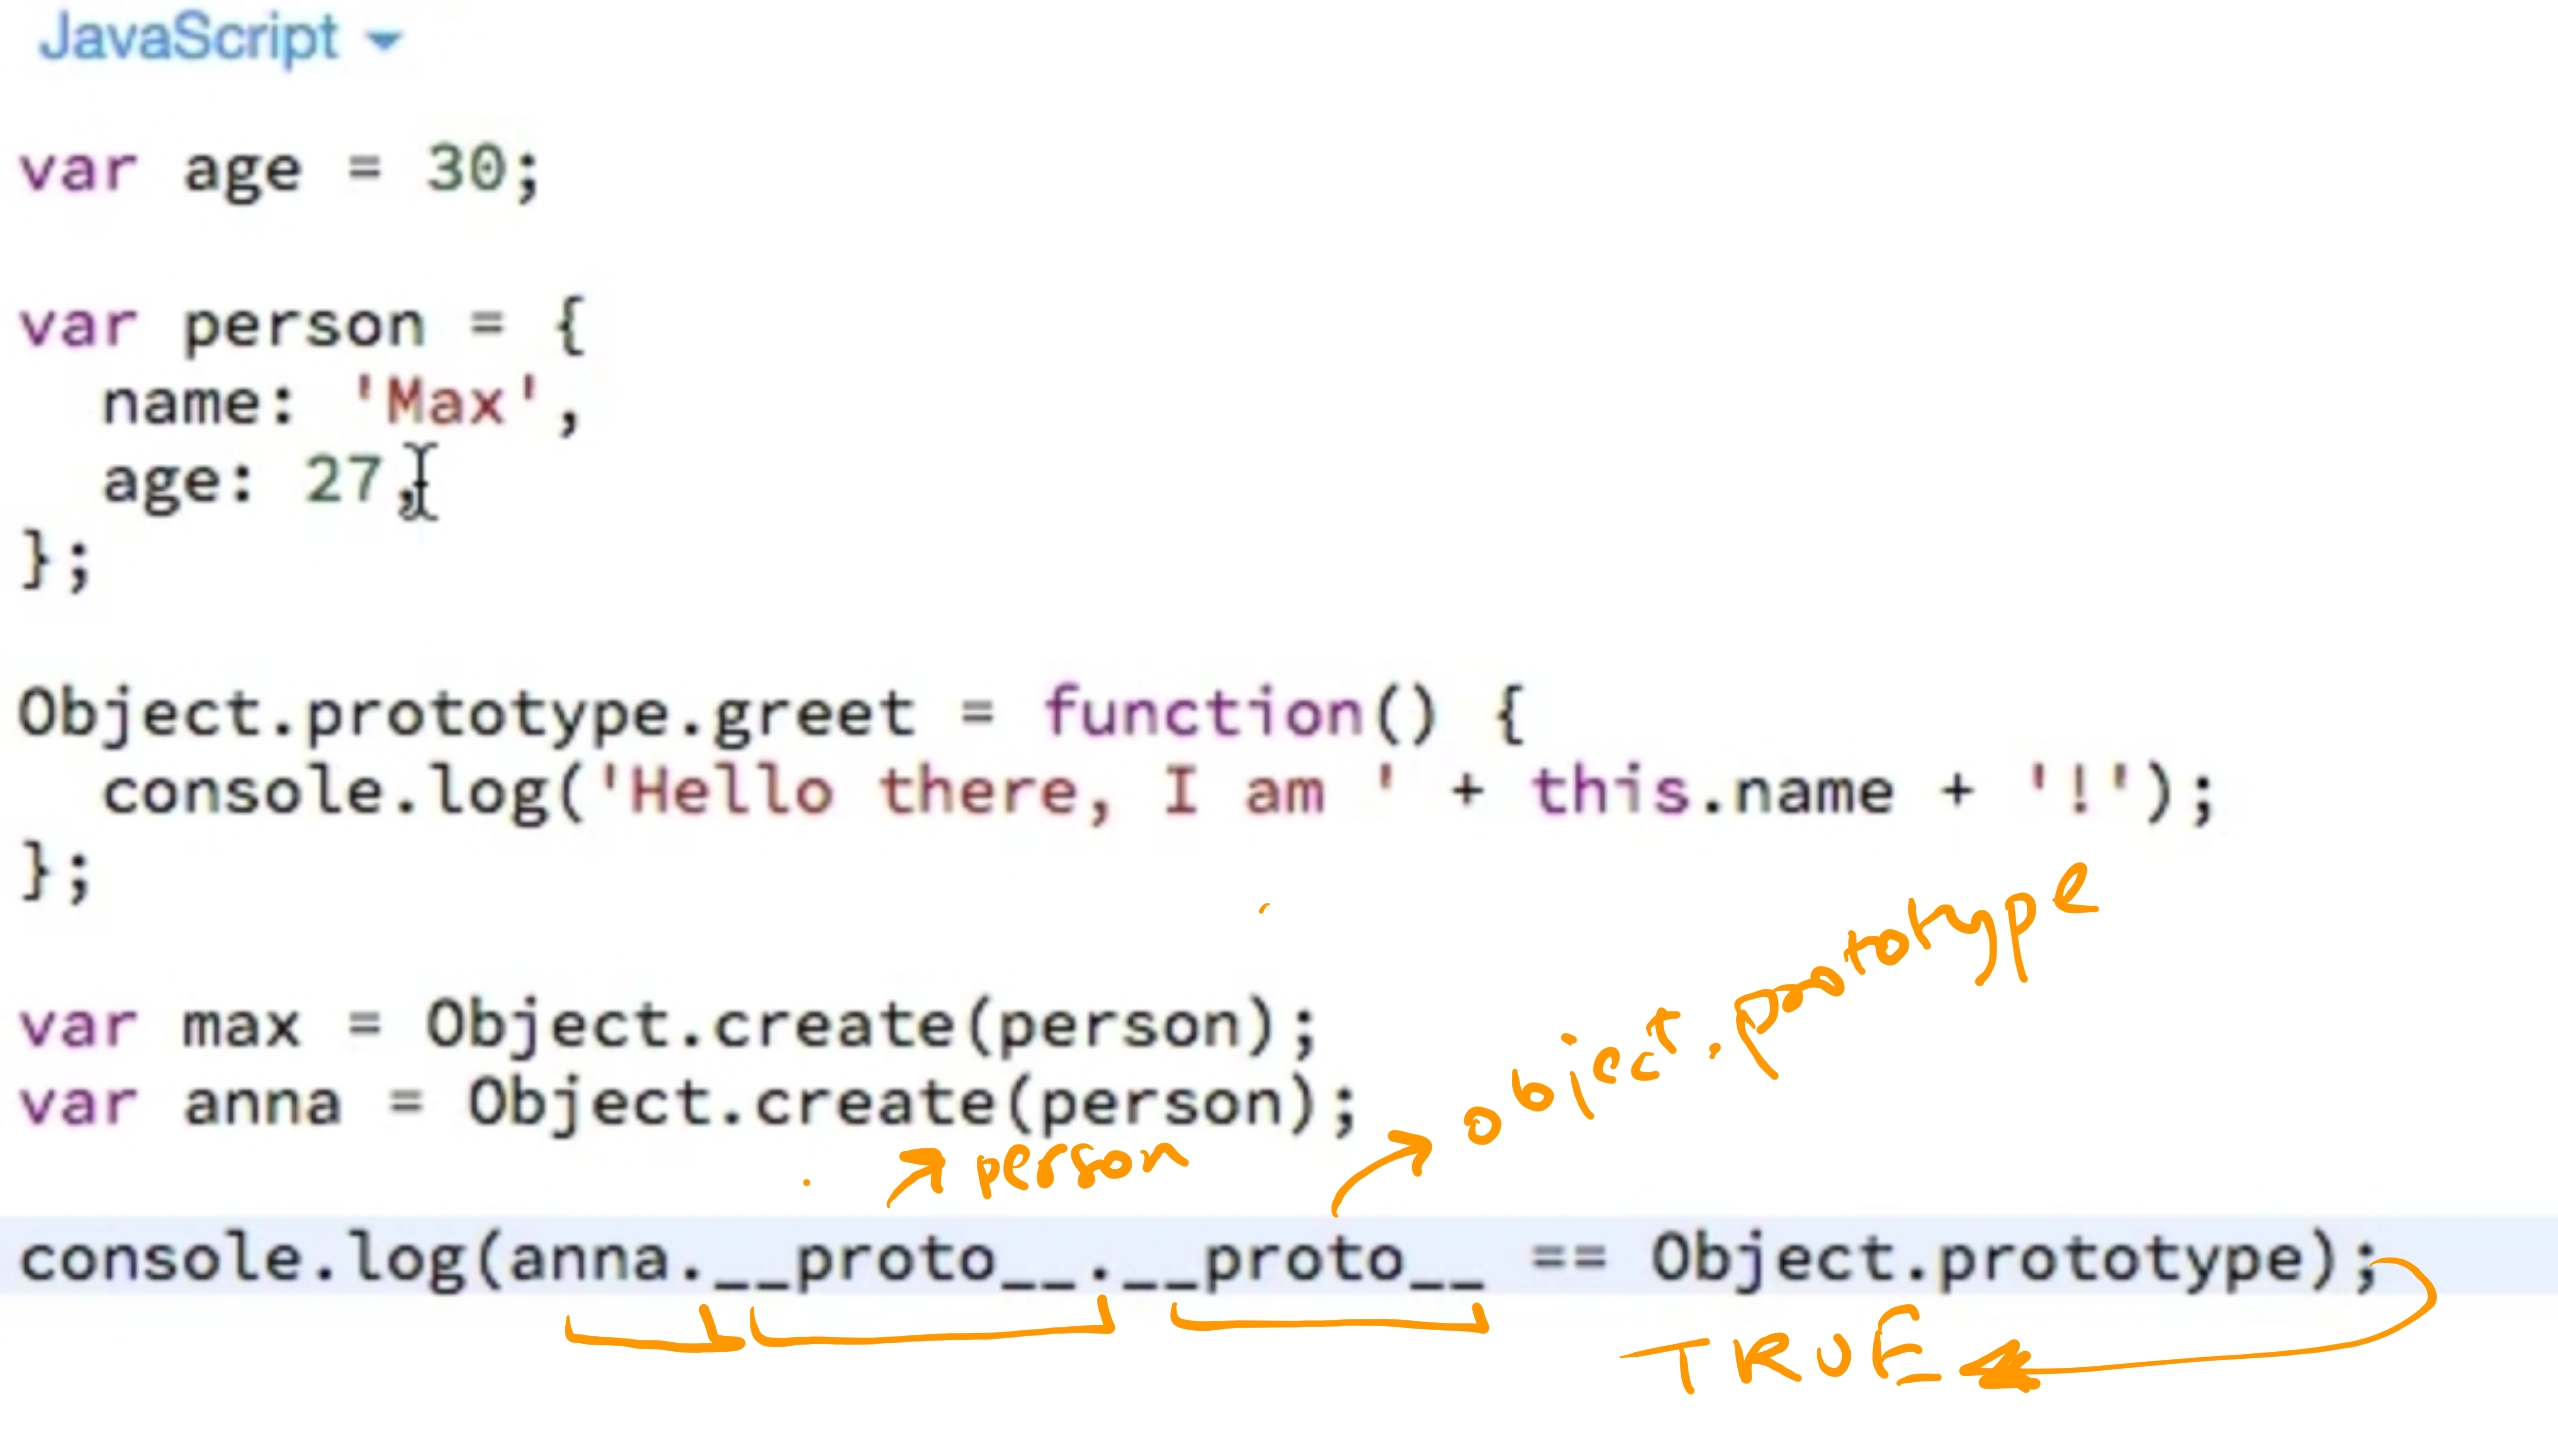 JavaScript
var age = 30;
var person = {
name: 'Max',
age: 27,
};
Object.prototype.greet = function() {
console.log('Hello there, I am ' + this.name + '!');
};
object.prototype
var max = Object.create(person);
var anna = Object.create(person);
person
console.log(anna.__proto__.__proto__ == Object.prototype);
TRUE